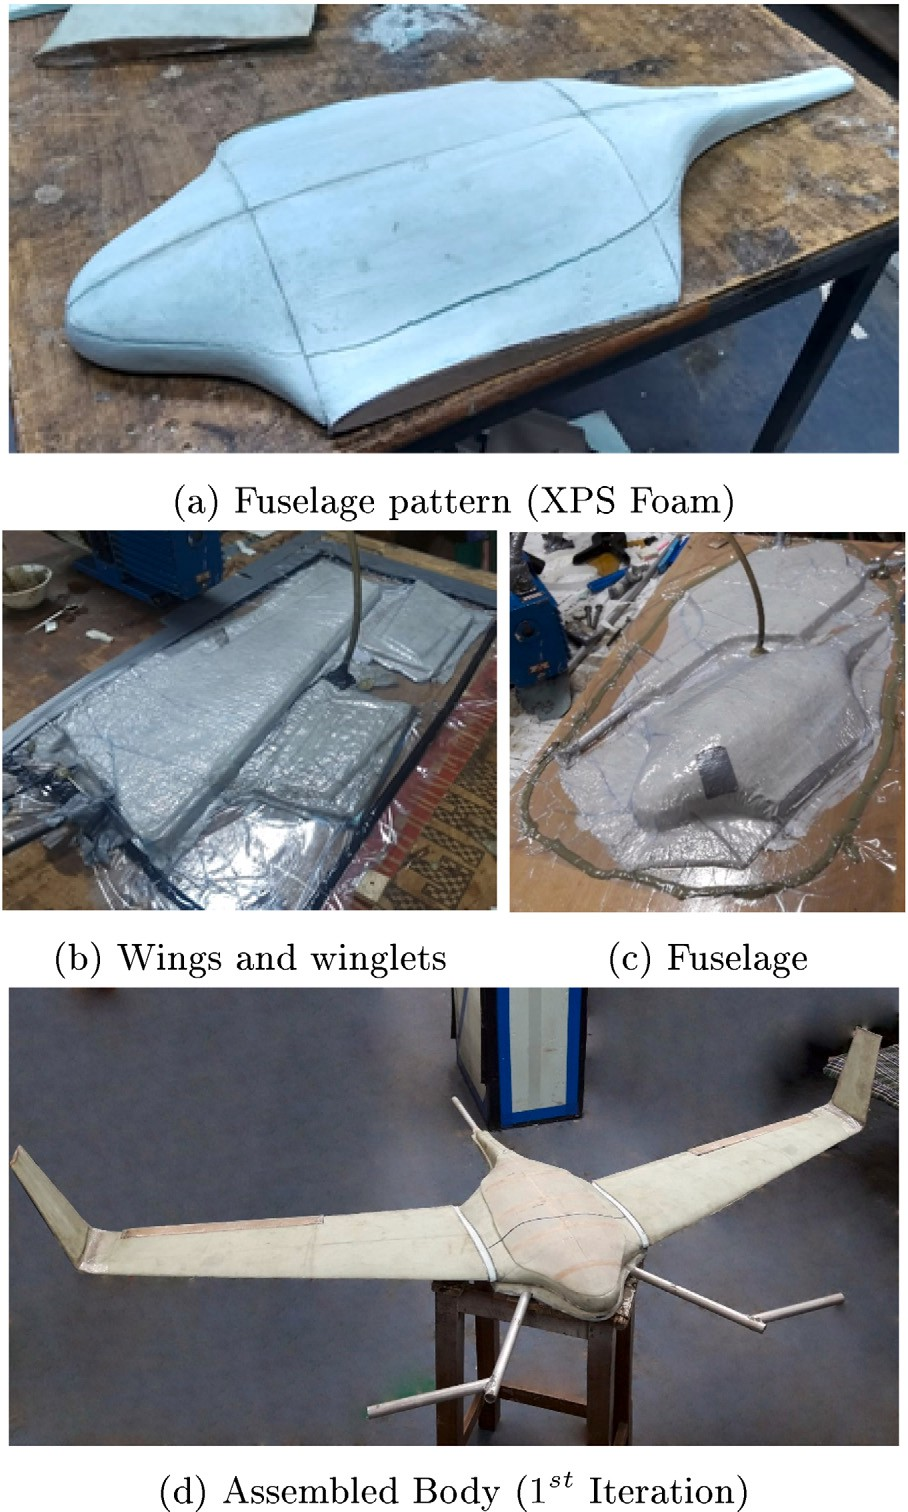 (a) Fuselage pattern (XPS Foam)
(b) Wings and winglets
(c) Fuselage
(d) Assembled Body (1st Iteration)